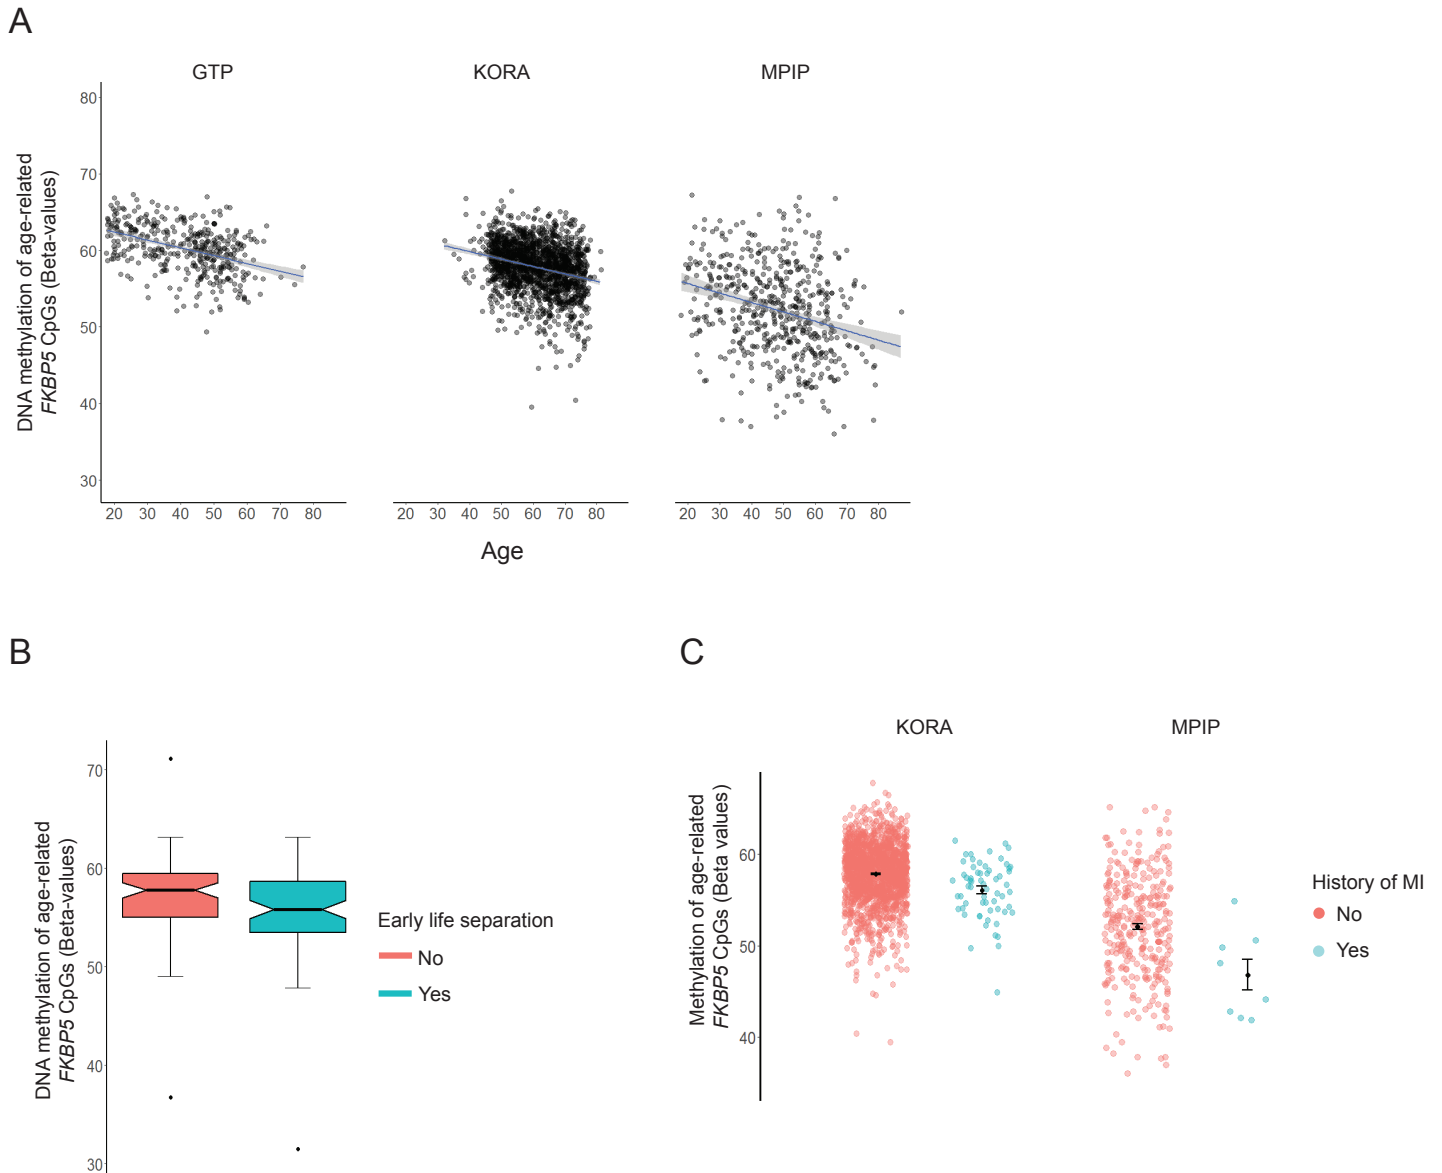 A
GTP
KORA
MPIP
DNA methylation of age-related
FKBP5 CpGs (Beta-values)
80
70
60
50
40
30
20 30 40 50 60 70 80
20 30 40 50 60 70 80
20 30 40 50 60 70 80
Age
B
DNA methylation of age-related
FKBP5 CpGs (Beta-values)
70
60
50
40
30
Early life separation
No
Yes
C
KORA
MPIP
Methylation of age-related
FKBP5 CpGs (Beta values)
60
50
40
History of MI
No
Yes